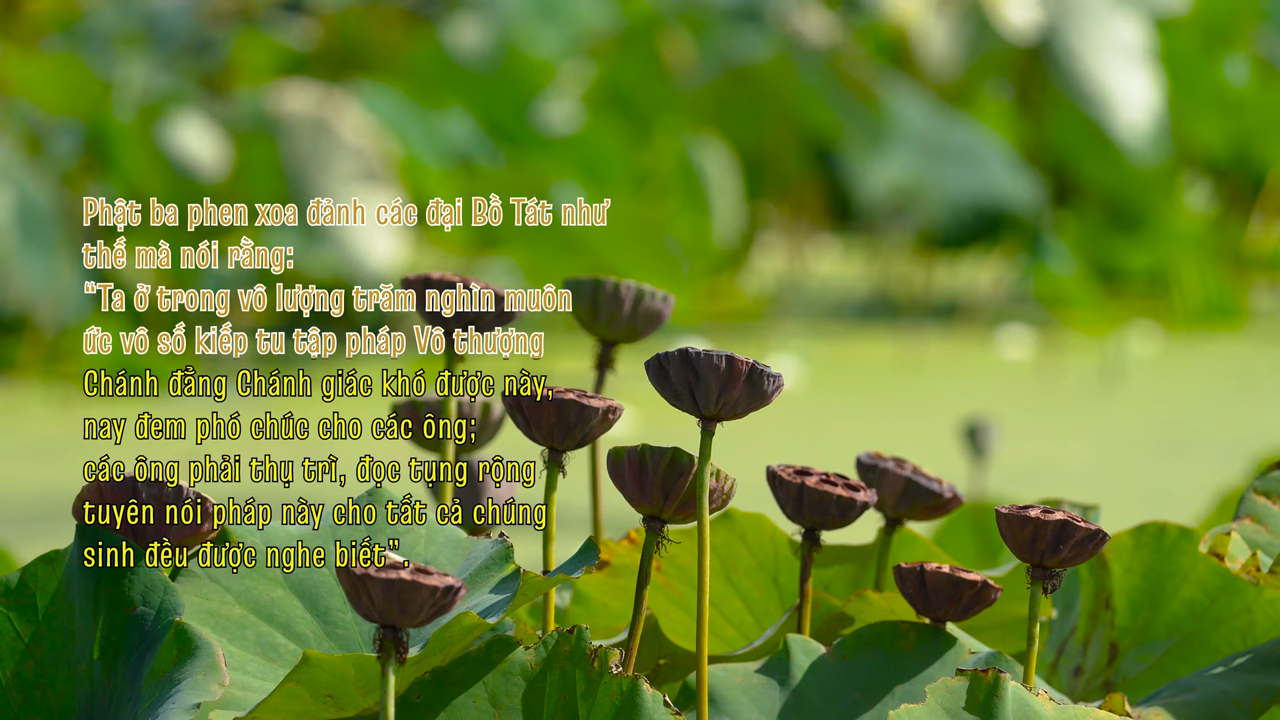 Phật ba phen xoa đảnh các đại Bồ Tát như
thế mà nói rằng:
“Ta ở trong vô lượng trăm nghìn muôn
ức vô số kiếp tu tập pháp Vô thượng
Chánh đẳng Chánh giác khó được này,
nay đem phó chúc cho các ông;
các ông phải thụ trì, đọc tụng rộng
tuyên nói pháp này cho tất cả chúng
sinh đều được nghe biết”.